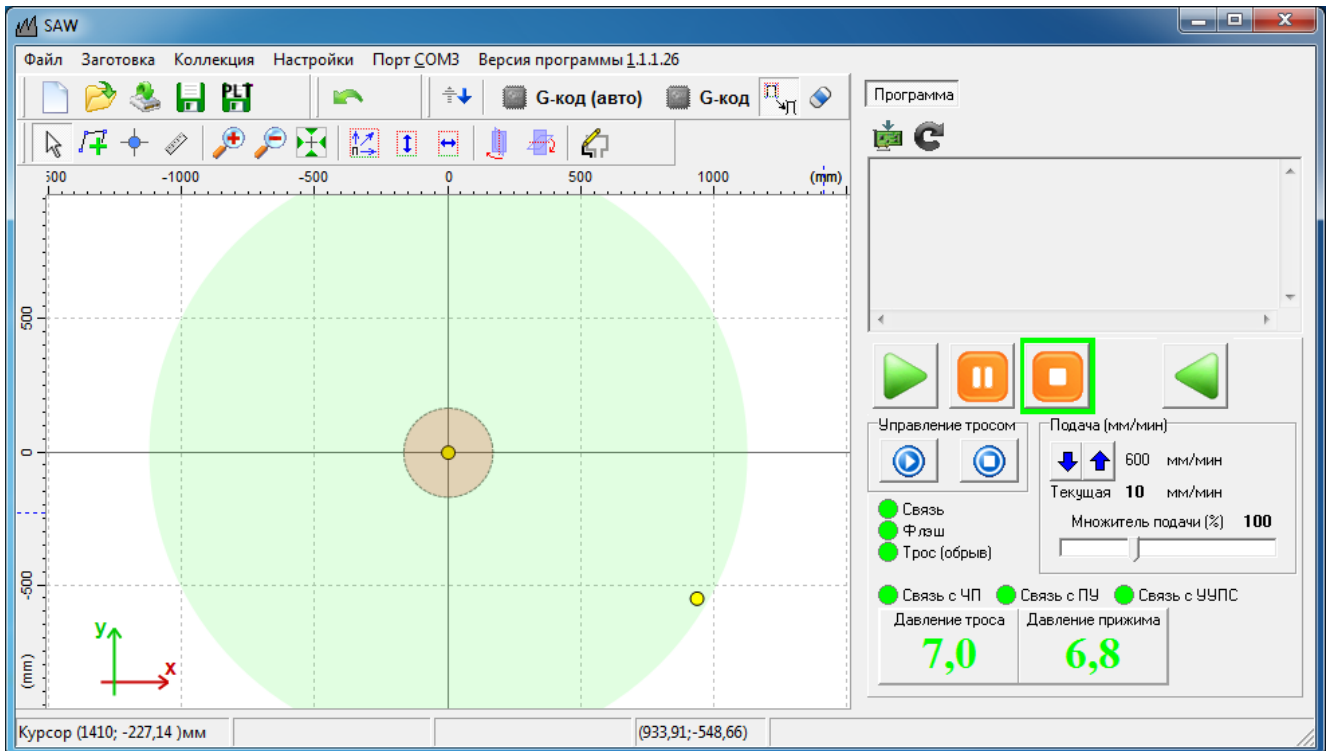 SAW
Файл Заготовка Коллекция Настройки Порт COM3 Версия программы 1.1.1.26
PLT G-код (авто) G-код
П
Программа
500 -1000 -500 0 500 1000 (mm)
500
0
-500
(mm)
y
x
Управление тросом
Подача (мм/мин)
600 мм/мин
Текущая 10 мм/мин
Множитель подачи (%) 100
Связь
Флэш
Трос (обрыв)
Связь с ЧП Связь с ПУ Связь с УУПС
Давление троса Давление прижима
7,0 6,8
Курсор (1410; -227,14 )мм (933,91;-548,66)